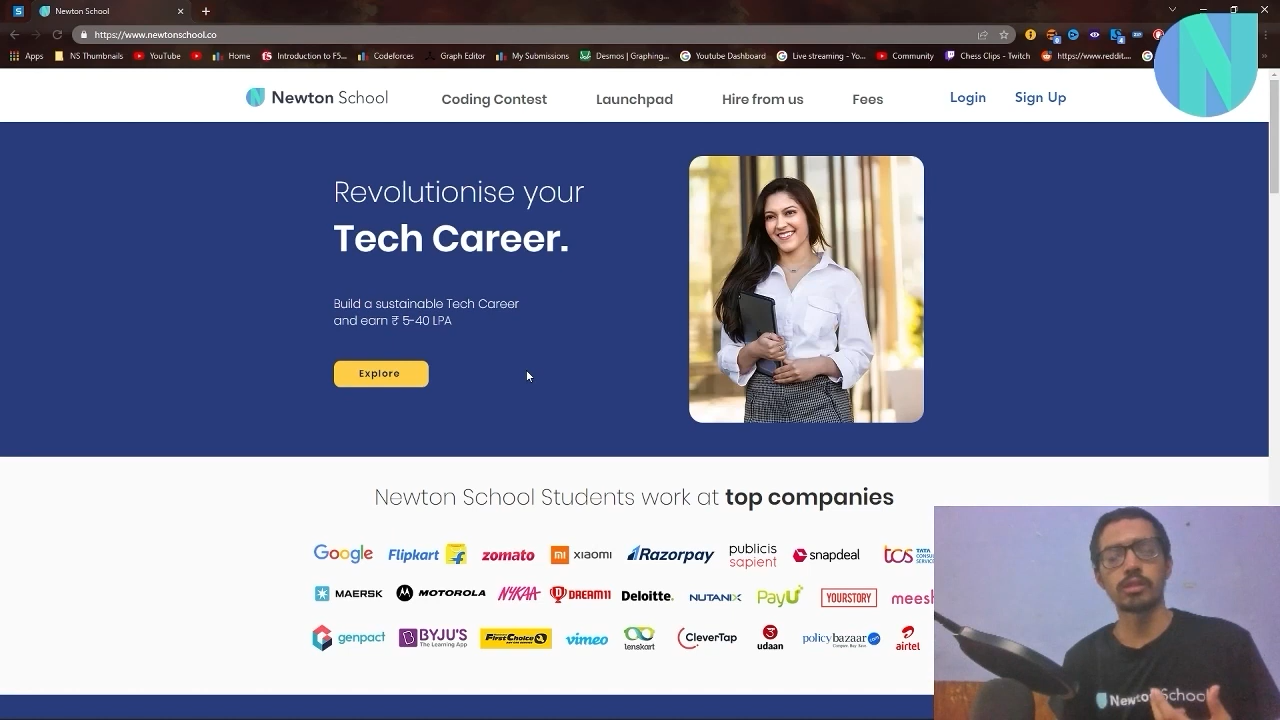 Newton School
https://www.newtonschool.co
Apps
NS Thumbnails
YouTube
Home
Introduction to F5...
Codeforces
Graph Editor
My Submissions
Desmos | Graphing...
Youtube Dashboard
Live streaming - Yo...
Community
Chess Clips - Twitch
https://www.reddit....
Newton School
Coding Contest
Launchpad
Hire from us
Fees
Login
Sign Up
Revolutionise your
Tech Career.
Build a sustainable Tech Career
and earn ₹ 5-40 LPA
Explore
Newton School Students work at top companies
Google Flipkart zomato mi xiaomi Razorpay publicis sapient snapdeal tcs TATA
MAERSK MOTOROLA NYKAA DREAM11 Deloitte. NUTANIX PayU YOURSTORY meesh
genpact BYJU'S The Learning App FirstChoice vimeo lenskart CleverTap udaan policybazaar airtel
Newton School